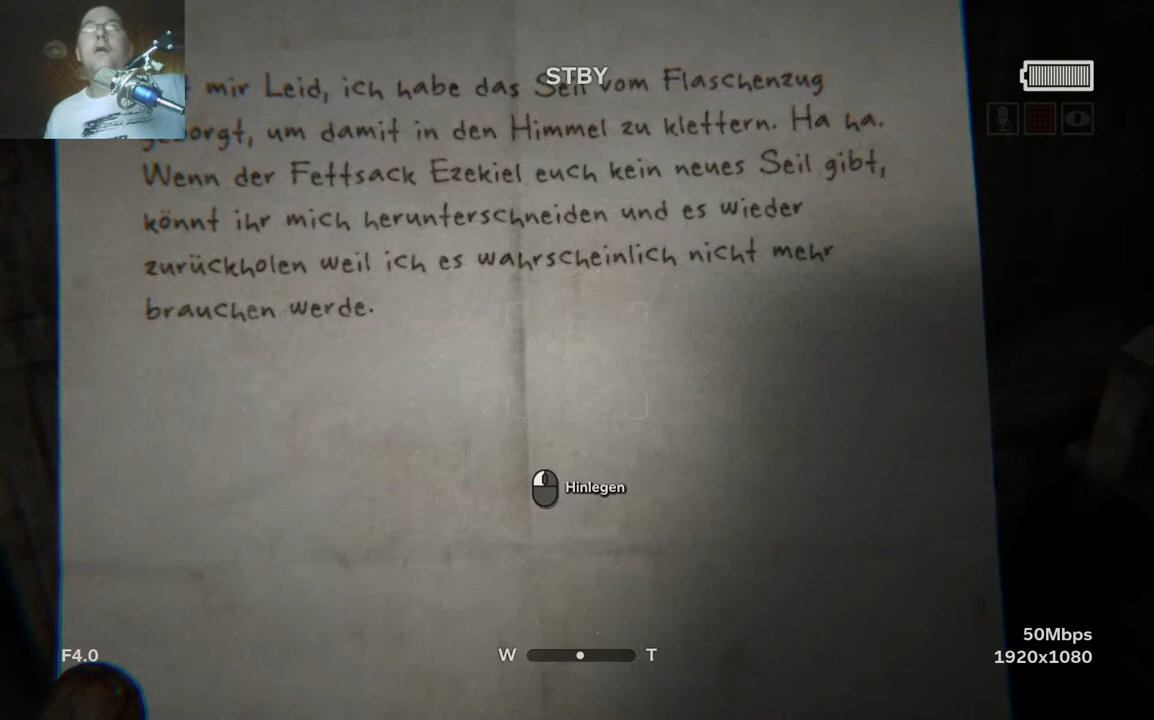 mir Leid, ich habe das Seil vom Flaschenzug
um damit in den Himmel zu klettern. Ha ha.
Wenn der Fettsack Ezekiel euch kein neues Seil gibt,
könnt ihr mich herunterschneiden und es wieder
zurückholen weil ich es wahrscheinlich nicht mehr
brauchen werde.
STBY
Hinlegen
F4.0
W T
50Mbps
1920x1080